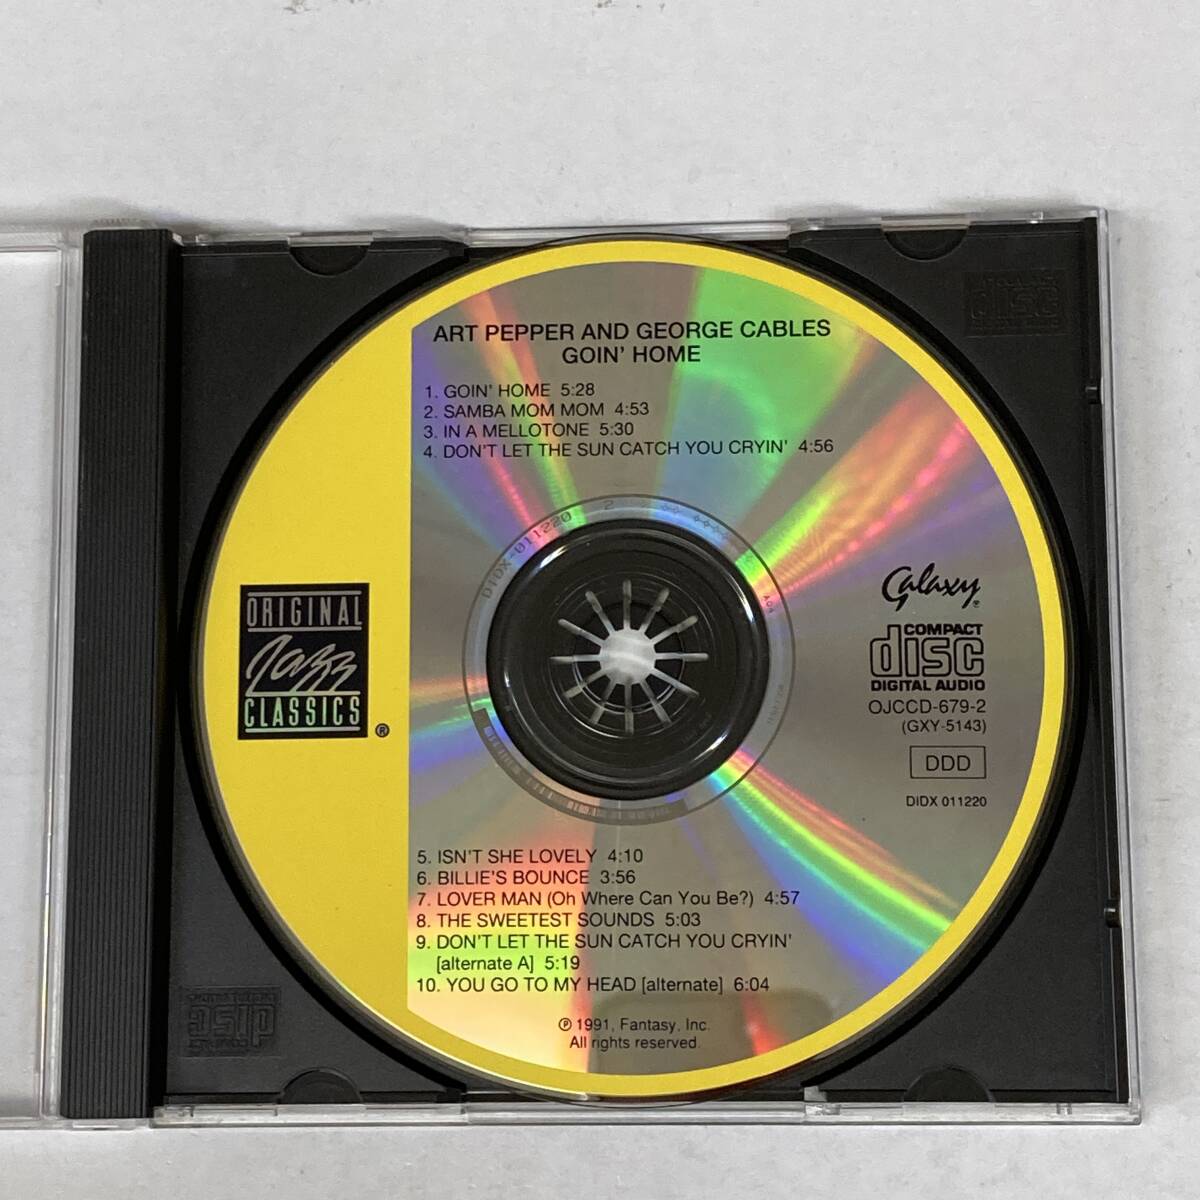 ART PEPPER AND GEORGE CABLES
GOIN' HOME
1. GOIN' HOME 5:28
2. SAMBA MOM MOM 4:53
3. IN A MELLOTONE 5:30
4. DON'T LET THE SUN CATCH YOU CRYIN' 4:56
DIDX-011220 2
ORIGINAL
Jazz
CLASSICS
®
Galaxy®
COMPACT
disc
DIGITAL AUDIO
OJCCD-679-2
(GXY-5143)
DDD
DIDX 011220
5. ISN'T SHE LOVELY 4:10
6. BILLIE'S BOUNCE 3:56
7. LOVER MAN (Oh Where Can You Be?) 4:57
8. THE SWEETEST SOUNDS 5:03
9. DON'T LET THE SUN CATCH YOU CRYIN'
[alternate A] 5:19
10. YOU GO TO MY HEAD [alternate] 6:04
℗ 1991, Fantasy, Inc.
All rights reserved.
disc
disc